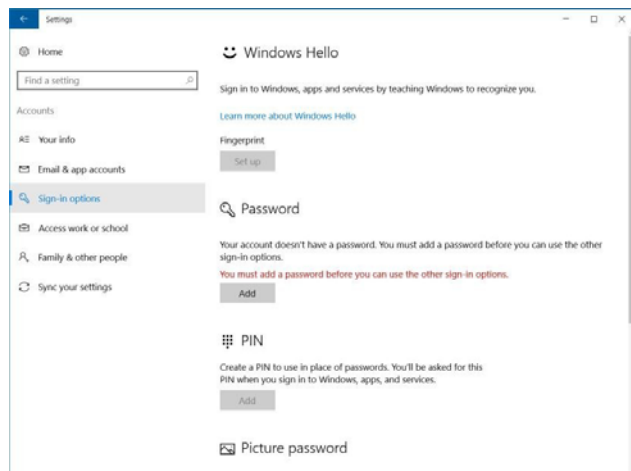 Settings
Home
Find a setting
Accounts
Your info
Email & app accounts
Sign-in options
Access work or school
Family & other people
Sync your settings
Windows Hello
Sign in to Windows, apps and services by teaching Windows to recognize you.
Learn more about Windows Hello
Fingerprint
Set up
Password
Your account doesn't have a password. You must add a password before you can use the other
sign-in options.
You must add a password before you can use the other sign-in options.
Add
PIN
Create a PIN to use in place of passwords. You'll be asked for this
PIN when you sign in to Windows, apps, and services.
Add
Picture password